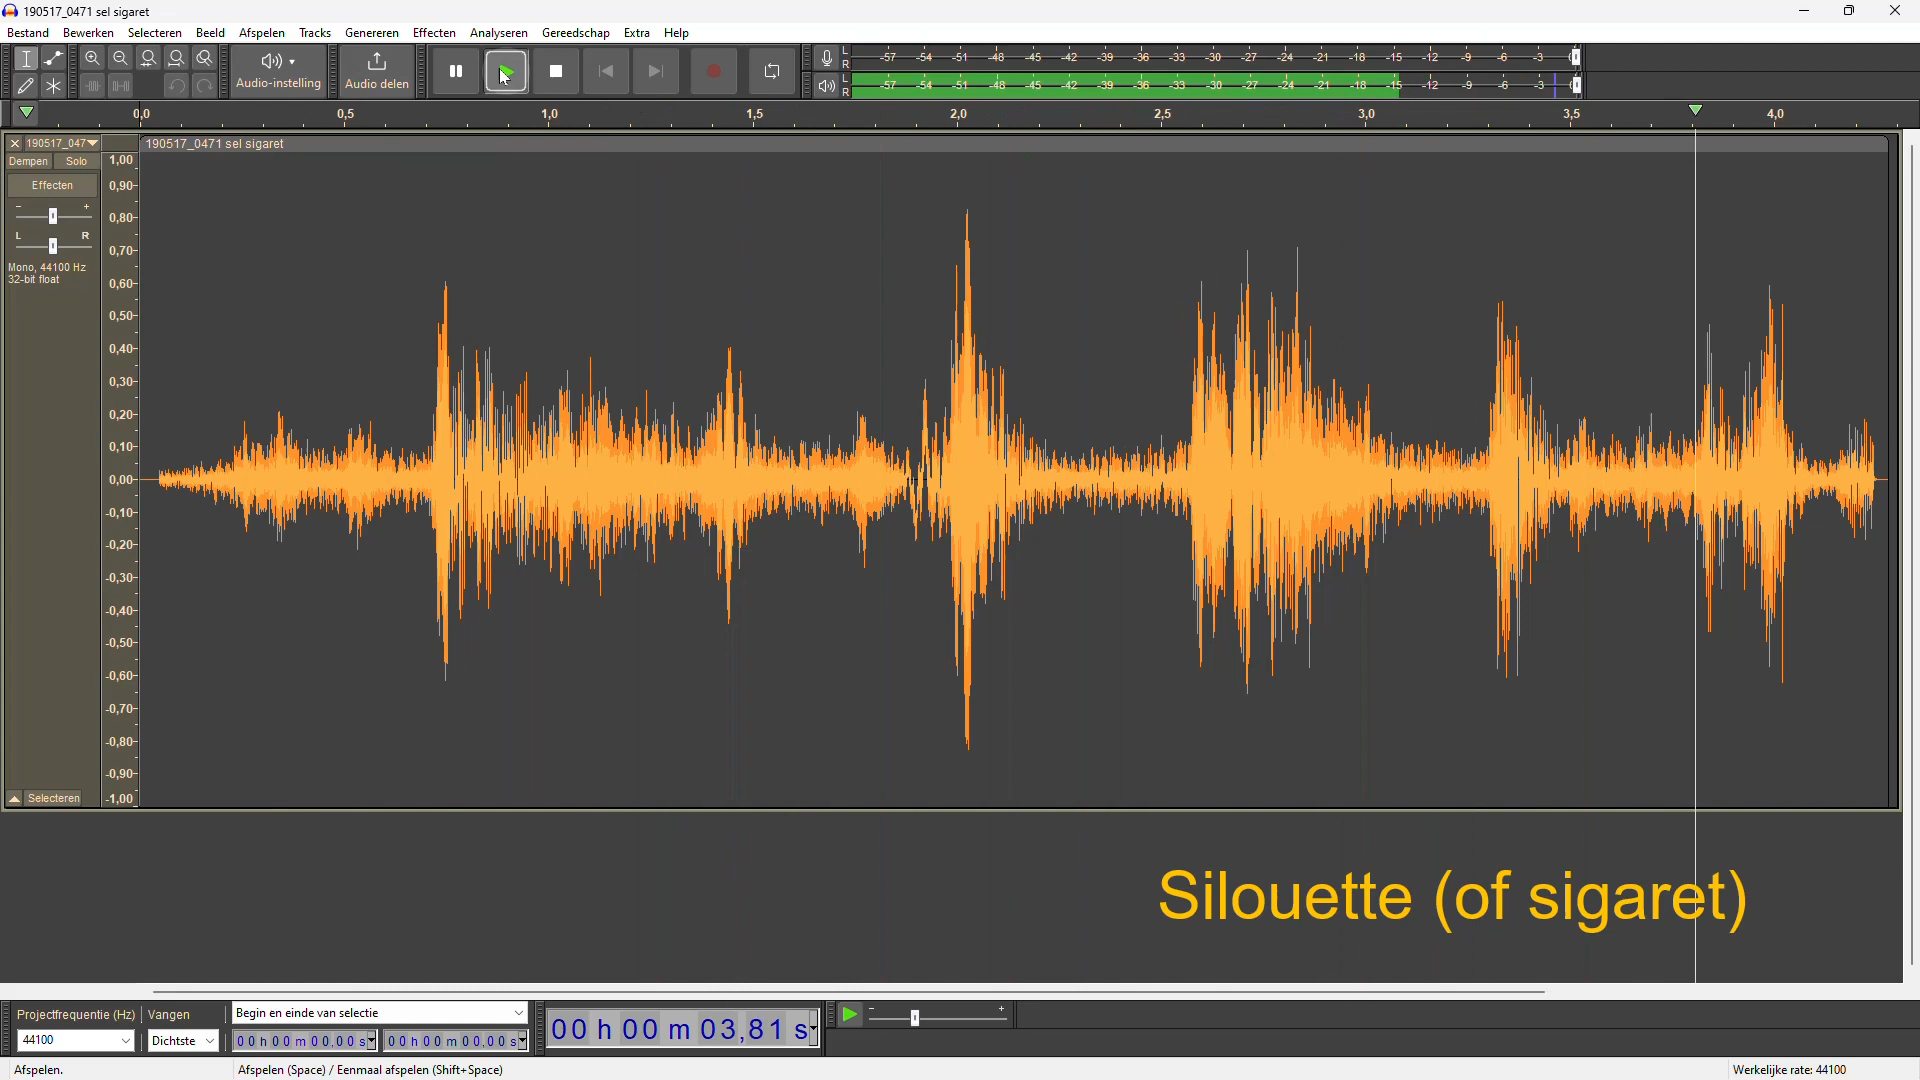 190517_0471 sel sigaret
Bestand Bewerken Selecteren Beeld Afspelen Tracks Genereren Effecten Analyseren Gereedschap Extra Help
Audio-instelling
Audio delen
L R
-57 -54 -51 -48 -45 -42 -39 -36 -33 -30 -27 -24 -21 -18 -15 -12 -9 -6 -3 0
L R
-57 -54 -51 -48 -45 -42 -39 -36 -33 -30 -27 -24 -21 -18 -15 -12 -9 -6 -3 0
0,0 0,5 1,0 1,5 2,0 2,5 3,0 3,5 4,0
190517_047
190517_0471 sel sigaret
Dempen Solo
Effecten
- +
L R
Mono, 44100 Hz
32-bit float
Selecteren
1,00
0,90
0,80
0,70
0,60
0,50
0,40
0,30
0,20
0,10
0,00
-0,10
-0,20
-0,30
-0,40
-0,50
-0,60
-0,70
-0,80
-0,90
-1,00
Silouette (of sigaret)
Projectfrequentie (Hz) Vangen
Begin en einde van selectie
44100
Dichtste
00 h 00 m 00,00 s
00 h 00 m 00,00 s
00 h 00 m 03,81 s
- +
Afspelen.
Afspelen (Space) / Eenmaal afspelen (Shift+Space)
Werkelijke rate: 44100